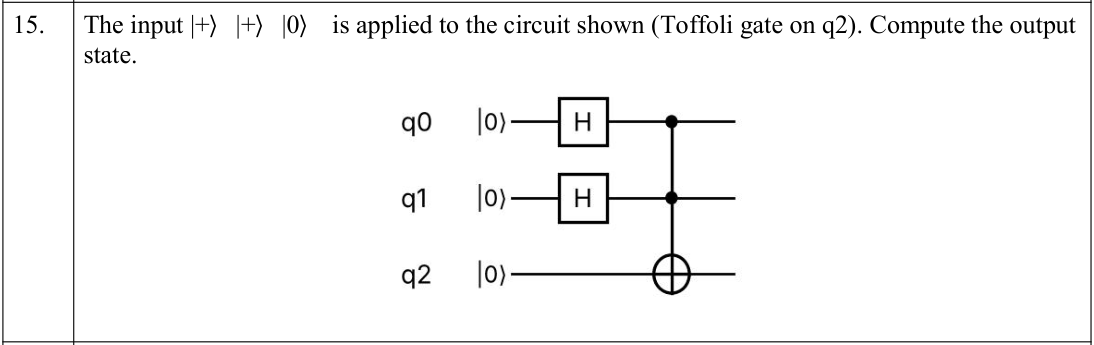 15. The input |+⟩ |+⟩ |0⟩ is applied to the circuit shown (Toffoli gate on q2). Compute the output
state.
q0 |0⟩ H
q1 |0⟩ H
q2 |0⟩